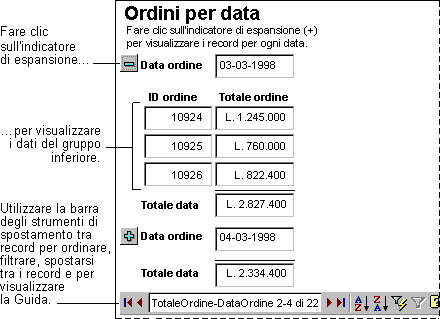 Ordini per data
Fare clic sull'indicatore di espansione (+)
per visualizzare i record per ogni data.
Fare clic
sull'indicatore
di espansione...
Data ordine 03-03-1998
ID ordine Totale ordine
10924 L. 1.245.000
10925 L. 760.000
10926 L. 822.400
...per visualizzare
i dati del gruppo
inferiore.
Totale data L. 2.827.400
Data ordine 04-03-1998
Totale data L. 2.334.400
Utilizzare la barra
degli strumenti di
spostamento tra
record per ordinare,
filtrare, spostarsi
tra i record e per
visualizzare
la Guida.
TotaleOrdine-DataOrdine 2-4 di 22